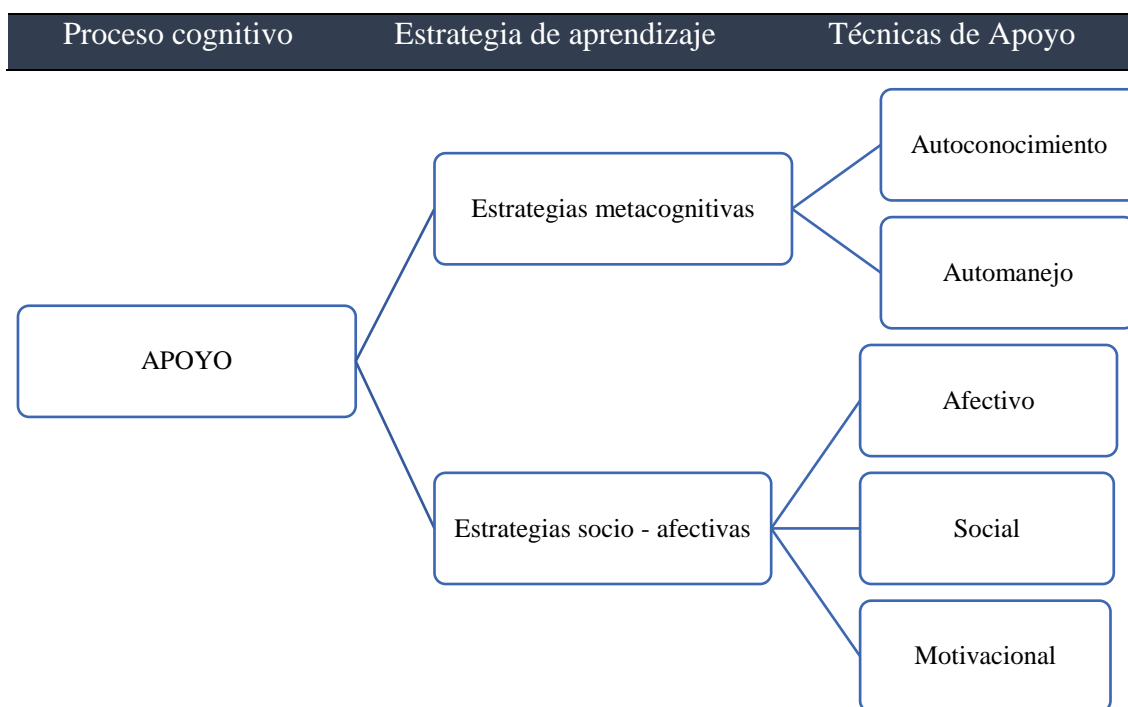 Proceso cognitivo Estrategia de aprendizaje Técnicas de Apoyo
Autoconocimiento
Estrategias metacognitivas
Automanejo
APOYO
Afectivo
Estrategias socio - afectivas
Social
Motivacional